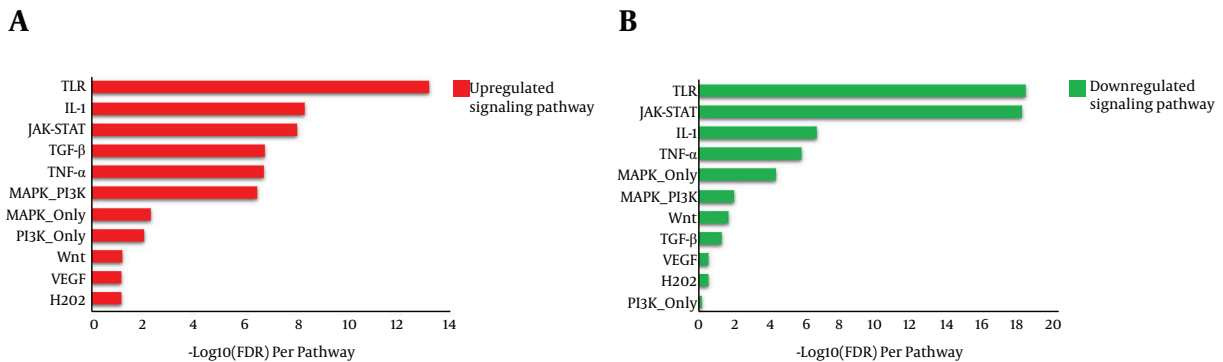 A
TLR
IL-1
JAK-STAT
TGF-β
TNF-α
MAPK_PI3K
MAPK_Only
PI3K_Only
Wnt
VEGF
H202
0 2 4 6 8 10 12 14
-Log10(FDR) Per Pathway
Upregulated
signaling pathway
B
TLR
JAK-STAT
IL-1
TNF-α
MAPK_Only
MAPK_PI3K
Wnt
TGF-β
VEGF
H202
PI3K_Only
0 2 4 6 8 10 12 14 16 18 20
-Log10(FDR) Per Pathway
Downregulated
signaling pathway